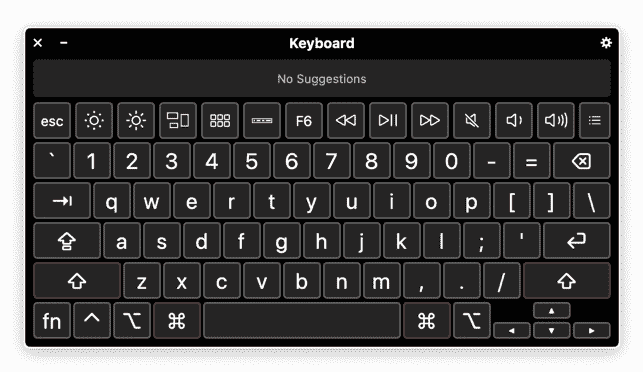 Keyboard
No Suggestions
esc F6
` 1 2 3 4 5 6 7 8 9 0 - = ⌫
⇥ q w e r t y u i o p [ ] \
a s d f g h j k l ; ' ↩
⇧ z x c v b n m , . / ⇧
fn ^ ⌥ ⌘ ⌘ ⌥ ◀ ▲ ▼ ▶